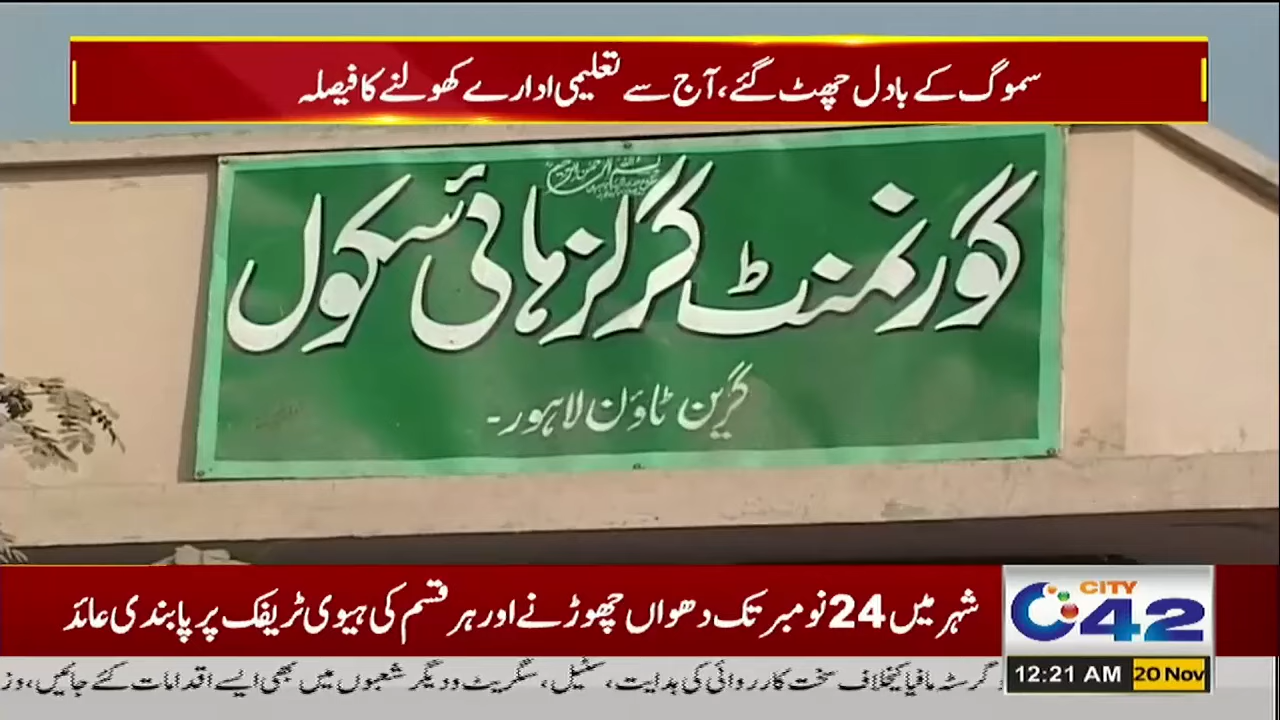 سموگ کے بادل چھٹ گئے، آج سے تعلیمی ادارے کھولنے کا فیصلہ
گورنمنٹ گرلز ہائی سکول
گرین ٹاؤن لاہور۔
شہر میں 24 نومبر تک دھواں چھوڑنے اور ہر قسم کی ہیوی ٹریفک پر پابندی عائد
CITY
42
گرسٹہ مافیا کیخلاف سخت کارروائی کی ہدایت، سٹیل، سگریٹ و دیگر شعبوں میں بھی ایسے اقدامات کئے جائیں، وز
12:21 AM
20 Nov